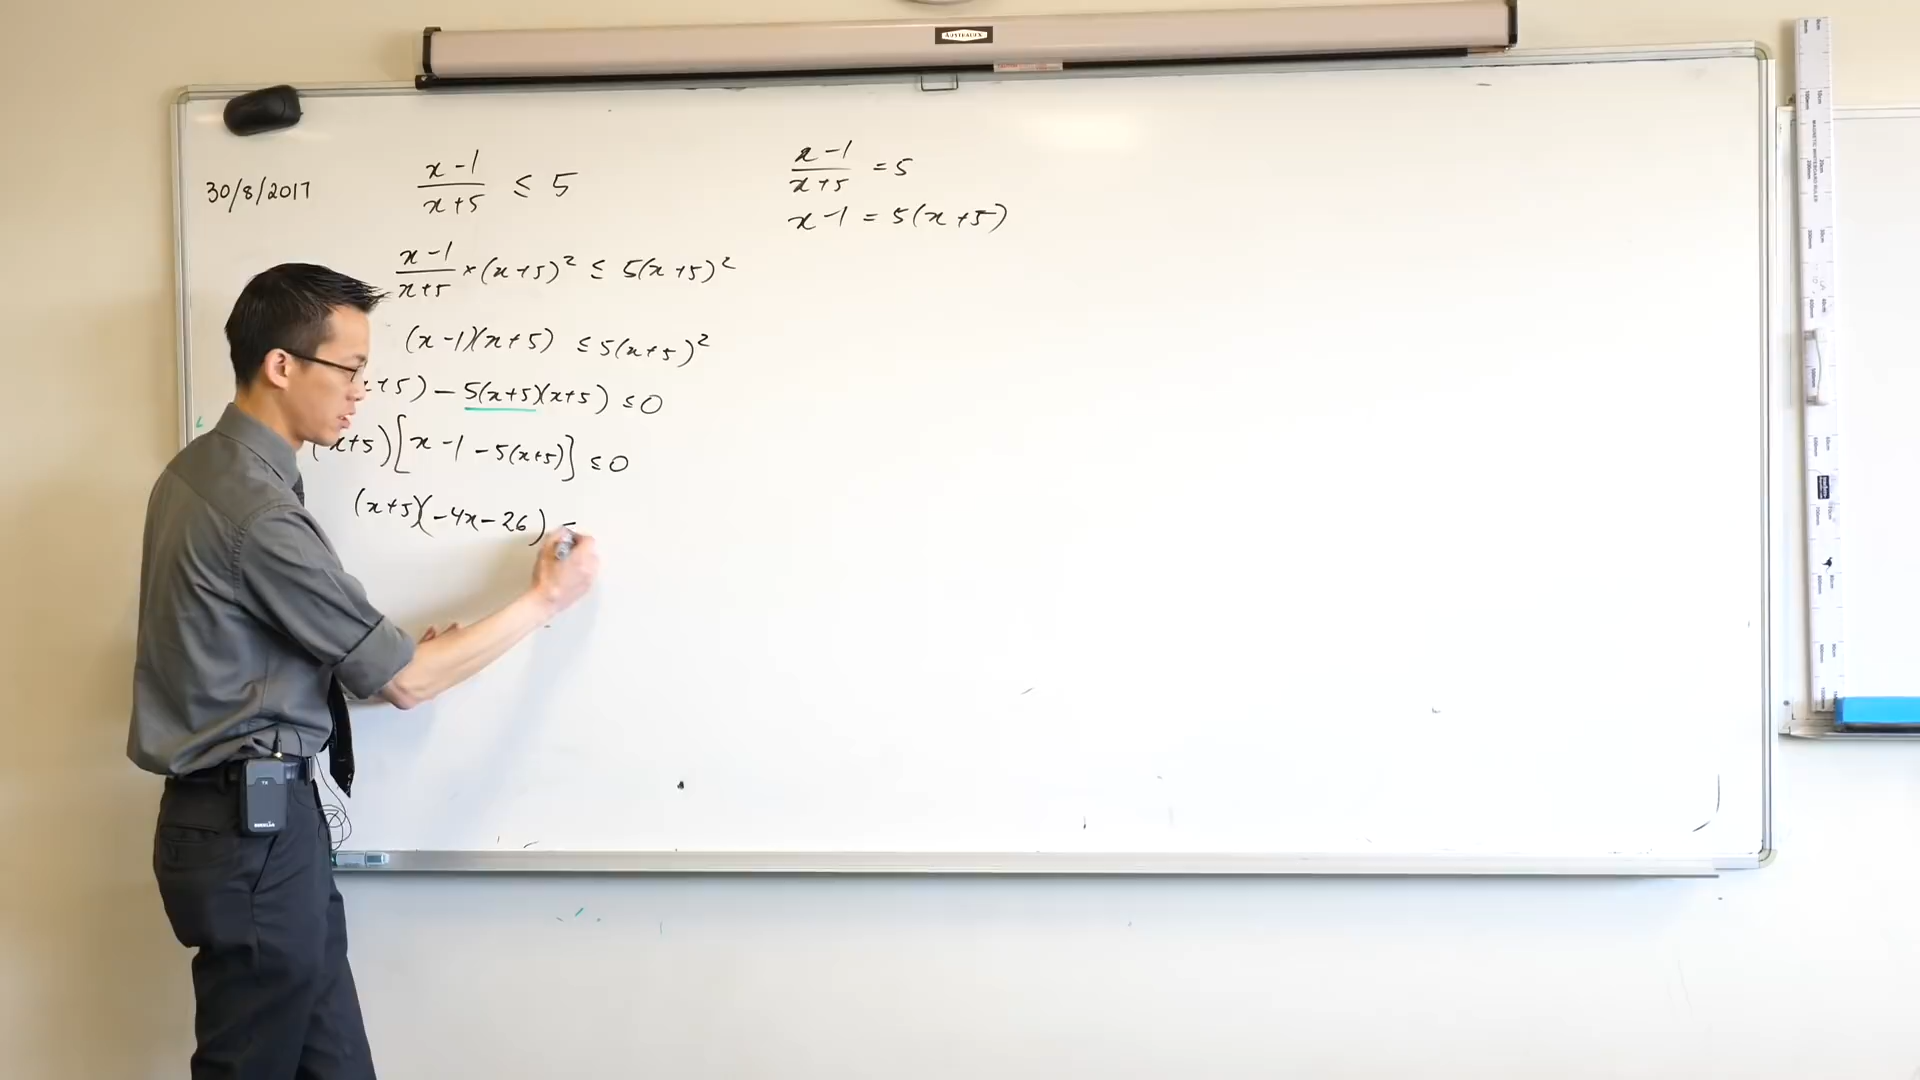 AUSTRALEX
30/8/2017
x-1/x+5 ≤ 5
x-1/x+5 × (x+5)² ≤ 5(x+5)²
(x-1)(x+5) ≤ 5(x+5)²
x+5) - 5(x+5)(x+5) ≤ 0
(x+5)[x-1-5(x+5)] ≤ 0
(x+5)(-4x-26)
x-1/x+5 = 5
x-1 = 5(x+5)